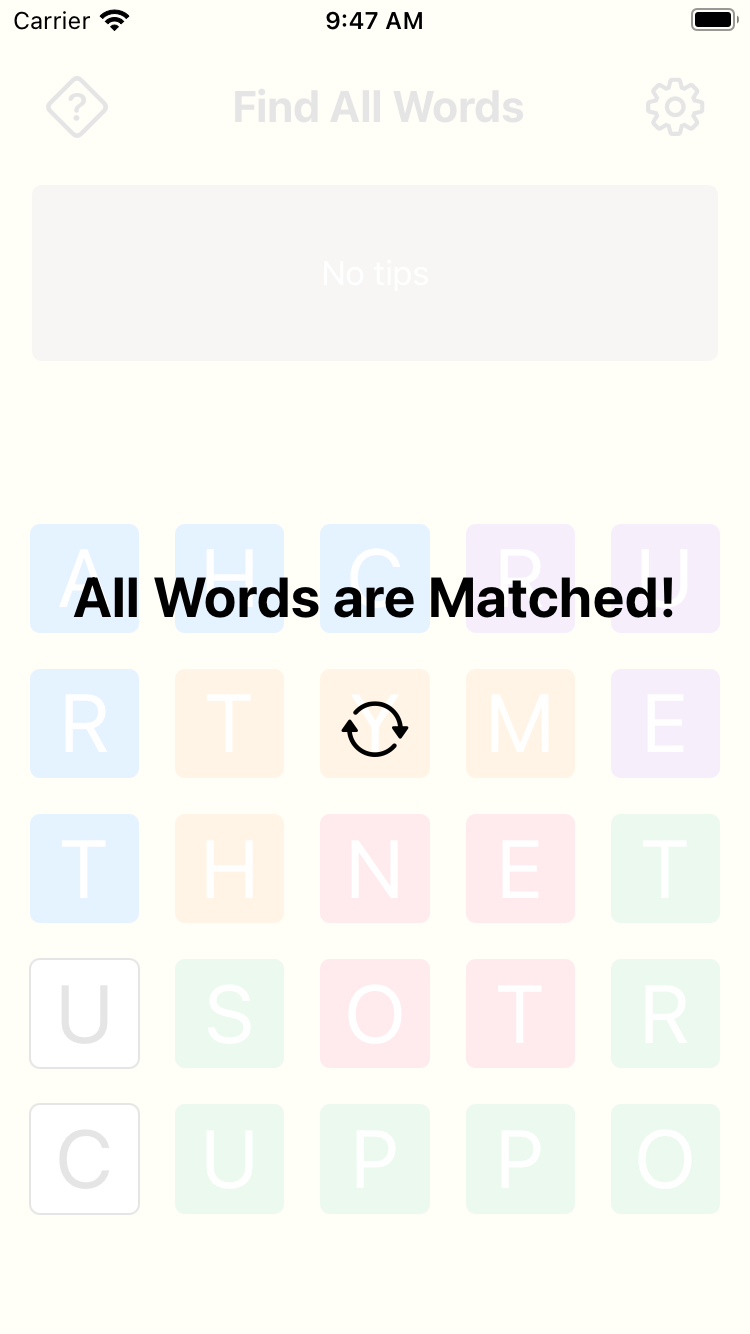 Carrier 9:47 AM
? Find All Words
No tips
A H C P U
All Words are Matched!
R T Y M E
T H N E T
U S O T R
C U P P O